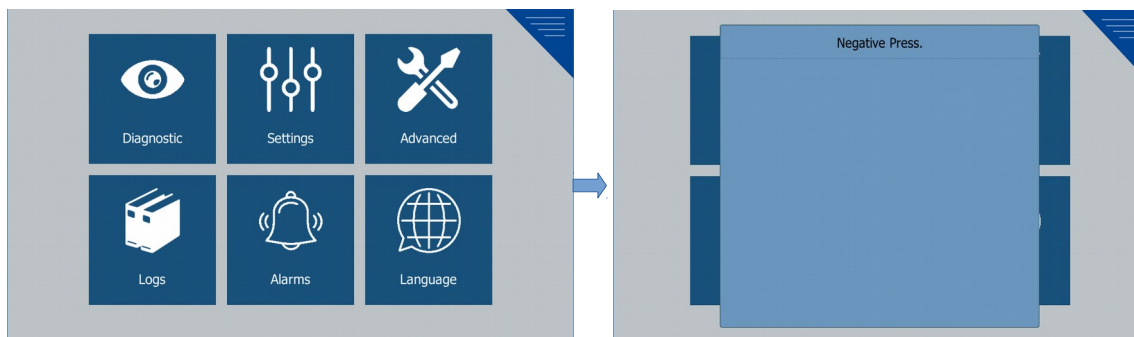 Diagnostic
Settings
Advanced
Logs
Alarms
Language
Negative Press.